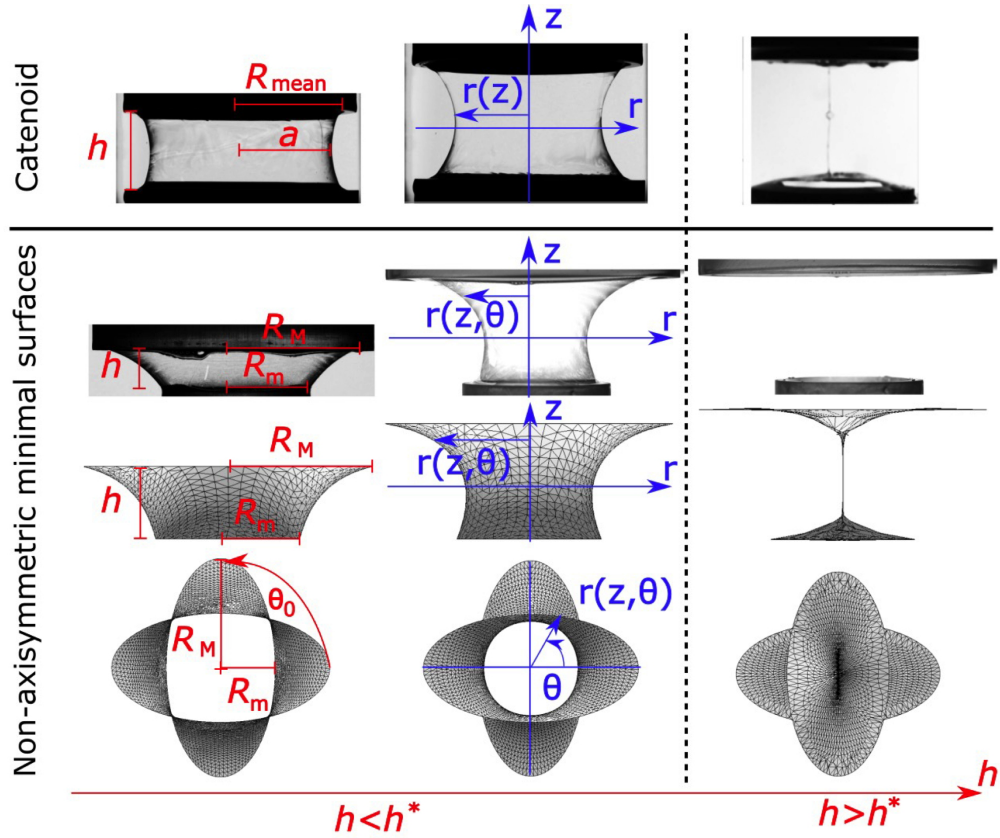 Catenoid
z
R_mean
h
a
r(z)
r
Non-axisymmetric minimal surfaces
z
R_M
h
R_m
r(z,θ)
r
z
R_M
h
R_m
r(z,θ)
r
θ_0
R_M
R_m
r(z,θ)
θ
h
h<h*
h>h*